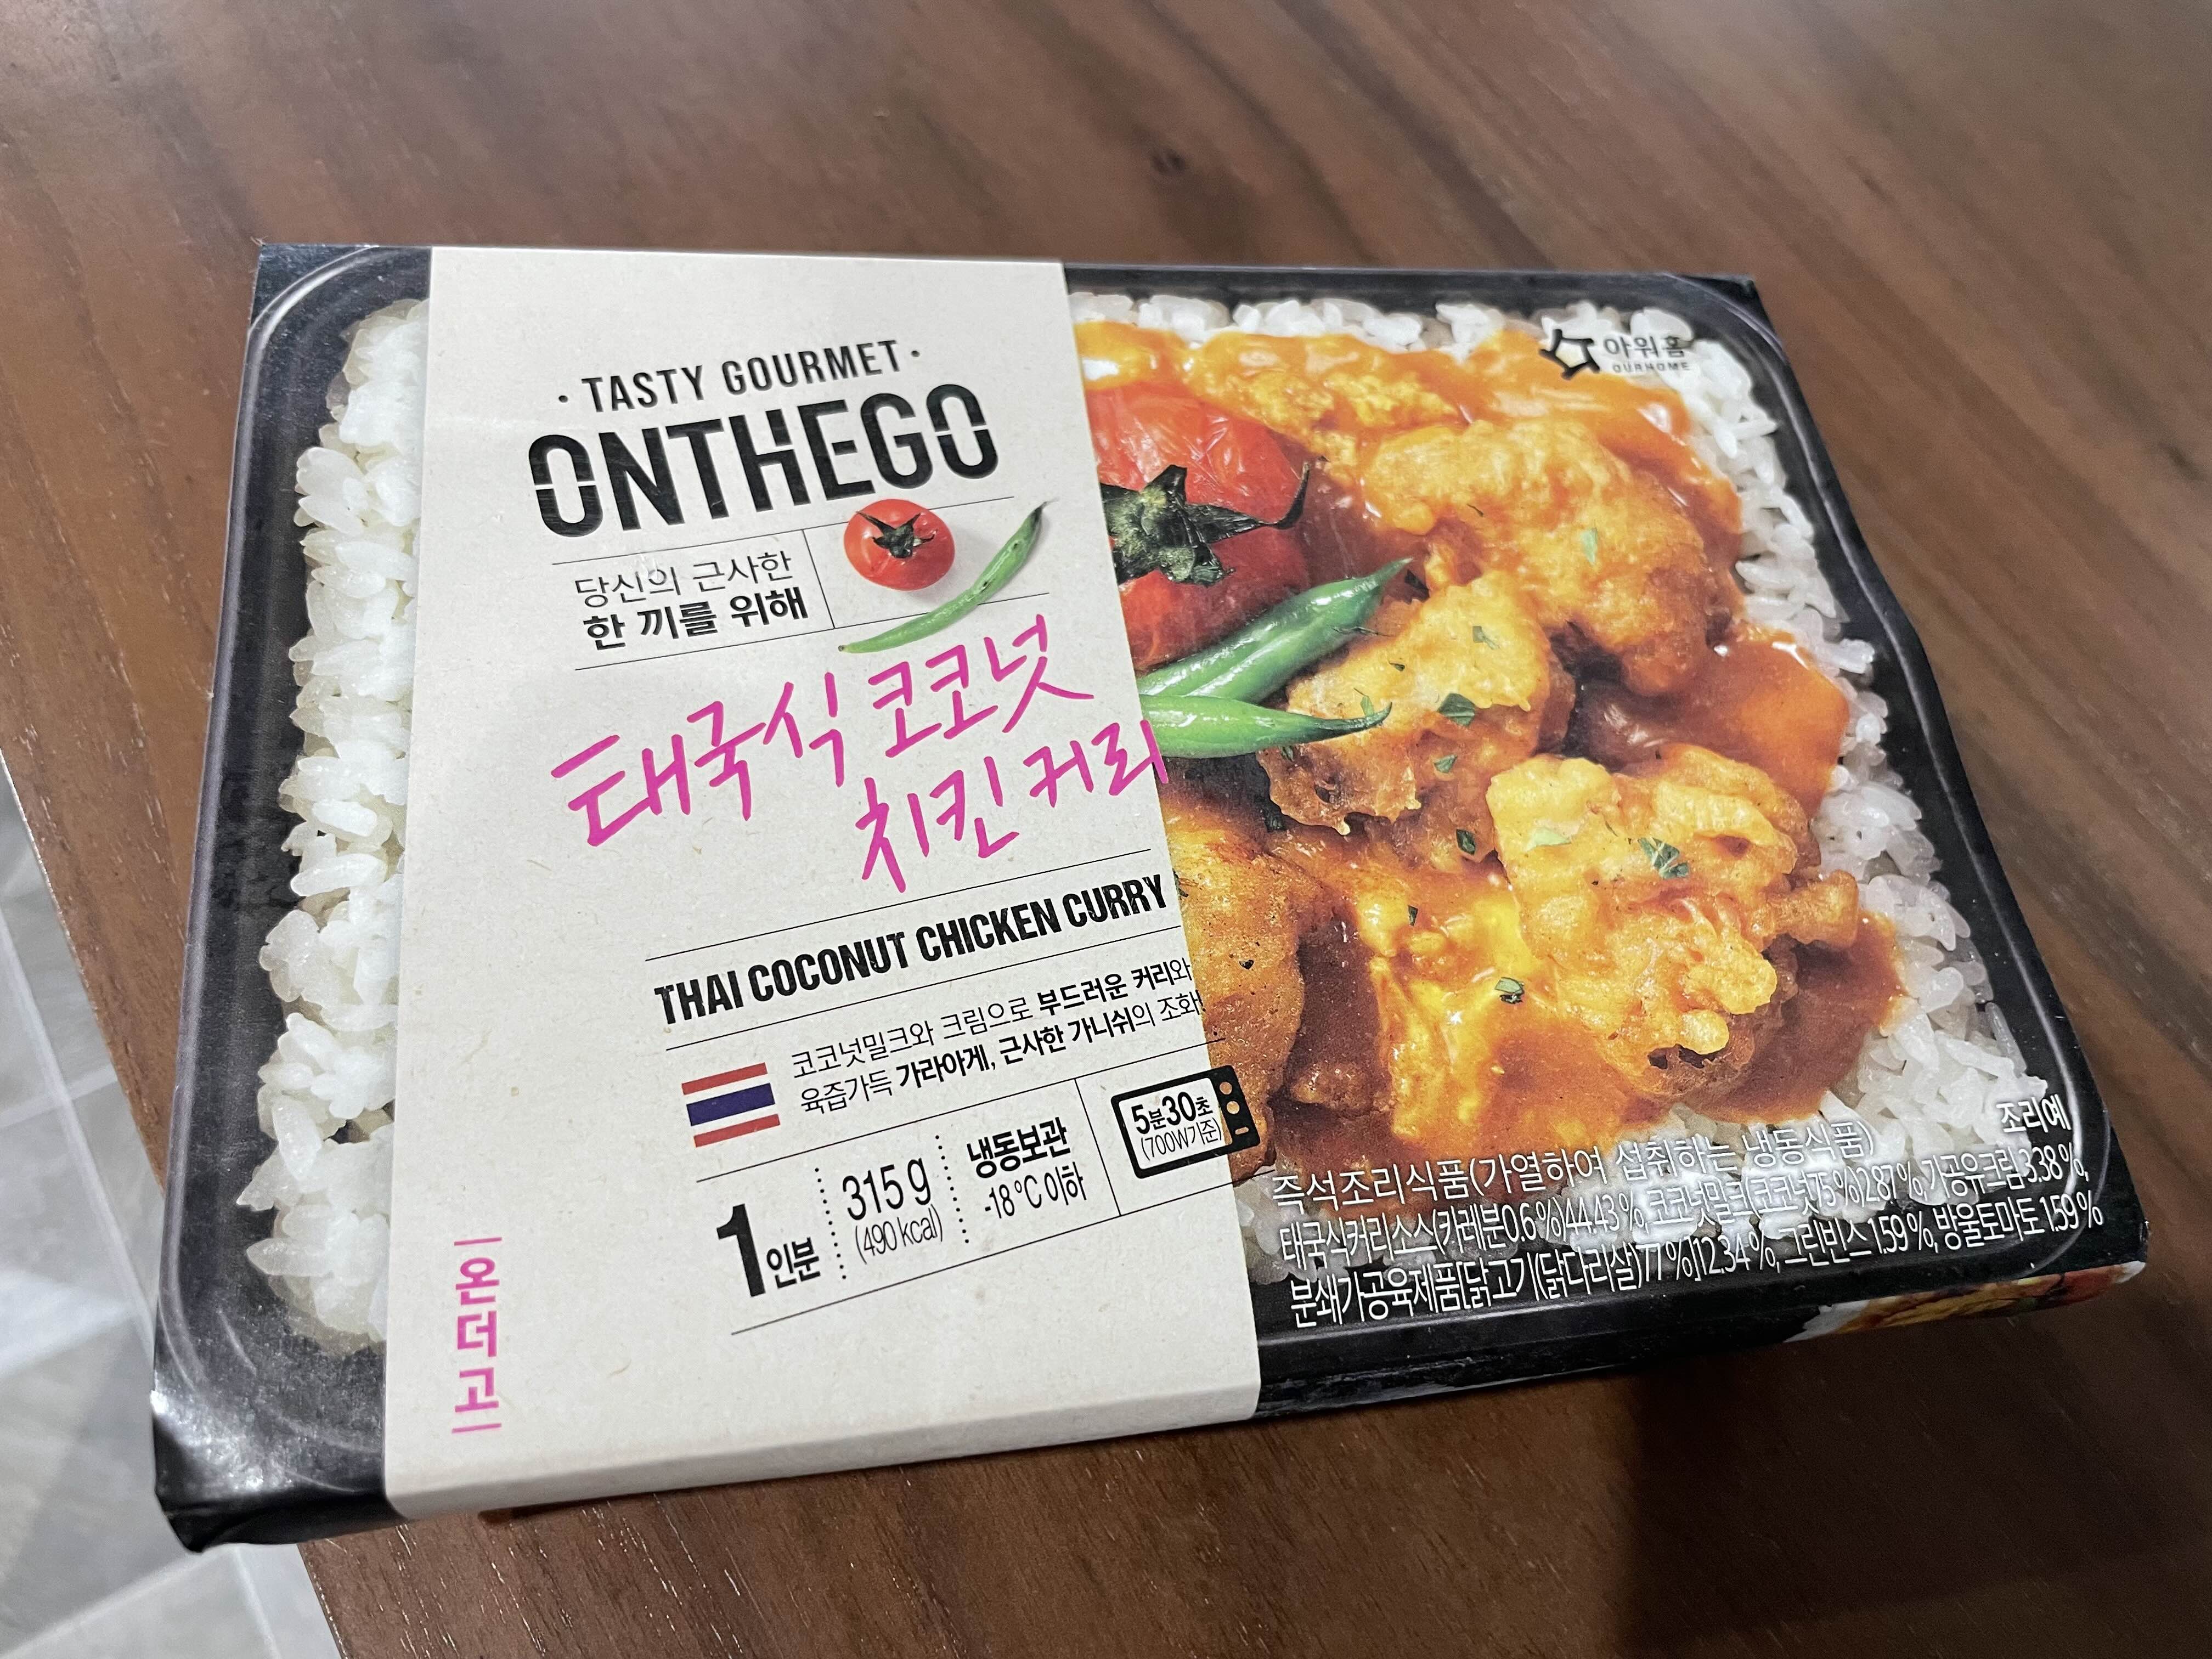 · TASTY GOURMET ·
ONTHEGO
당신의 근사한
한 끼를 위해
태국식 코코넛
치킨 커리
THAI COCONUT CHICKEN CURRY
코코넛밀크와 크림으로 부드러운 커리와
육즙가득 가라아게, 근사한 가니쉬의 조화
1인분
315 g
(490 kcal)
냉동보관
-18°C 이하
5분30초
(700W기준)
온더고
아워홈
OURHOME
조리예
즉석조리식품(가열하여 섭취하는 냉동식품)
태국식커리소스(카레분0.6%)44.43%, 코코넛밀크(코코넛75%)2.87%, 가공유크림3.38%,
분쇄가공육제품[닭고기(닭다리살)77%]12.34%, 그린빈스1.59%, 방울토마토1.59%